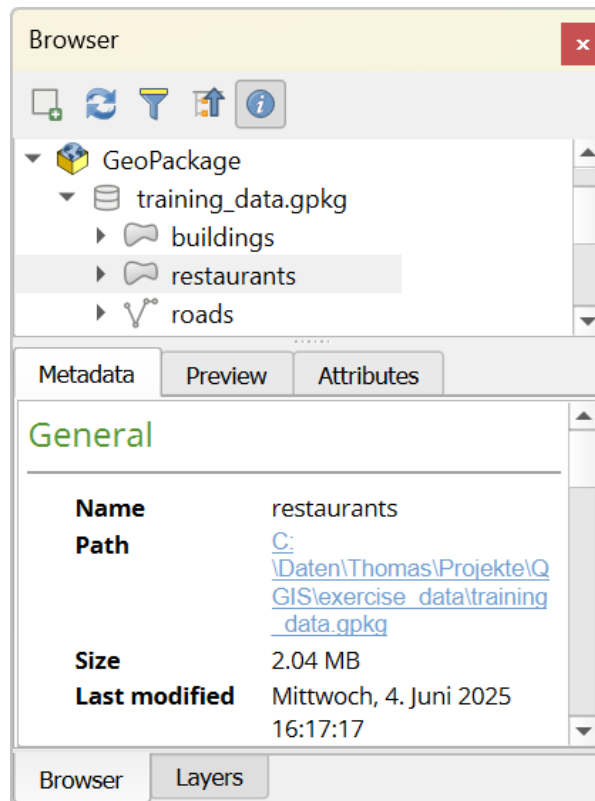 Browser
GeoPackage
training_data.gpkg
buildings
restaurants
roads
Metadata Preview Attributes
General
Name restaurants
Path C:
\Daten\Thomas\Projekte\Q
GIS\exercise_data\training
_data.gpkg
Size 2.04 MB
Last modified Mittwoch, 4. Juni 2025
16:17:17
Browser Layers